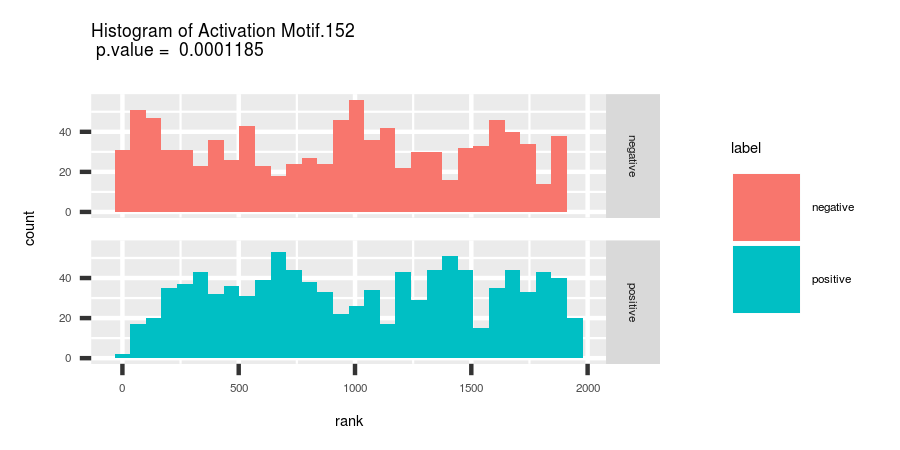 Histogram of Activation Motif.152
p.value = 0.0001185
count
40
20
0
negative
40
20
0
positive
0 500 1000 1500 2000
rank
label
negative
positive